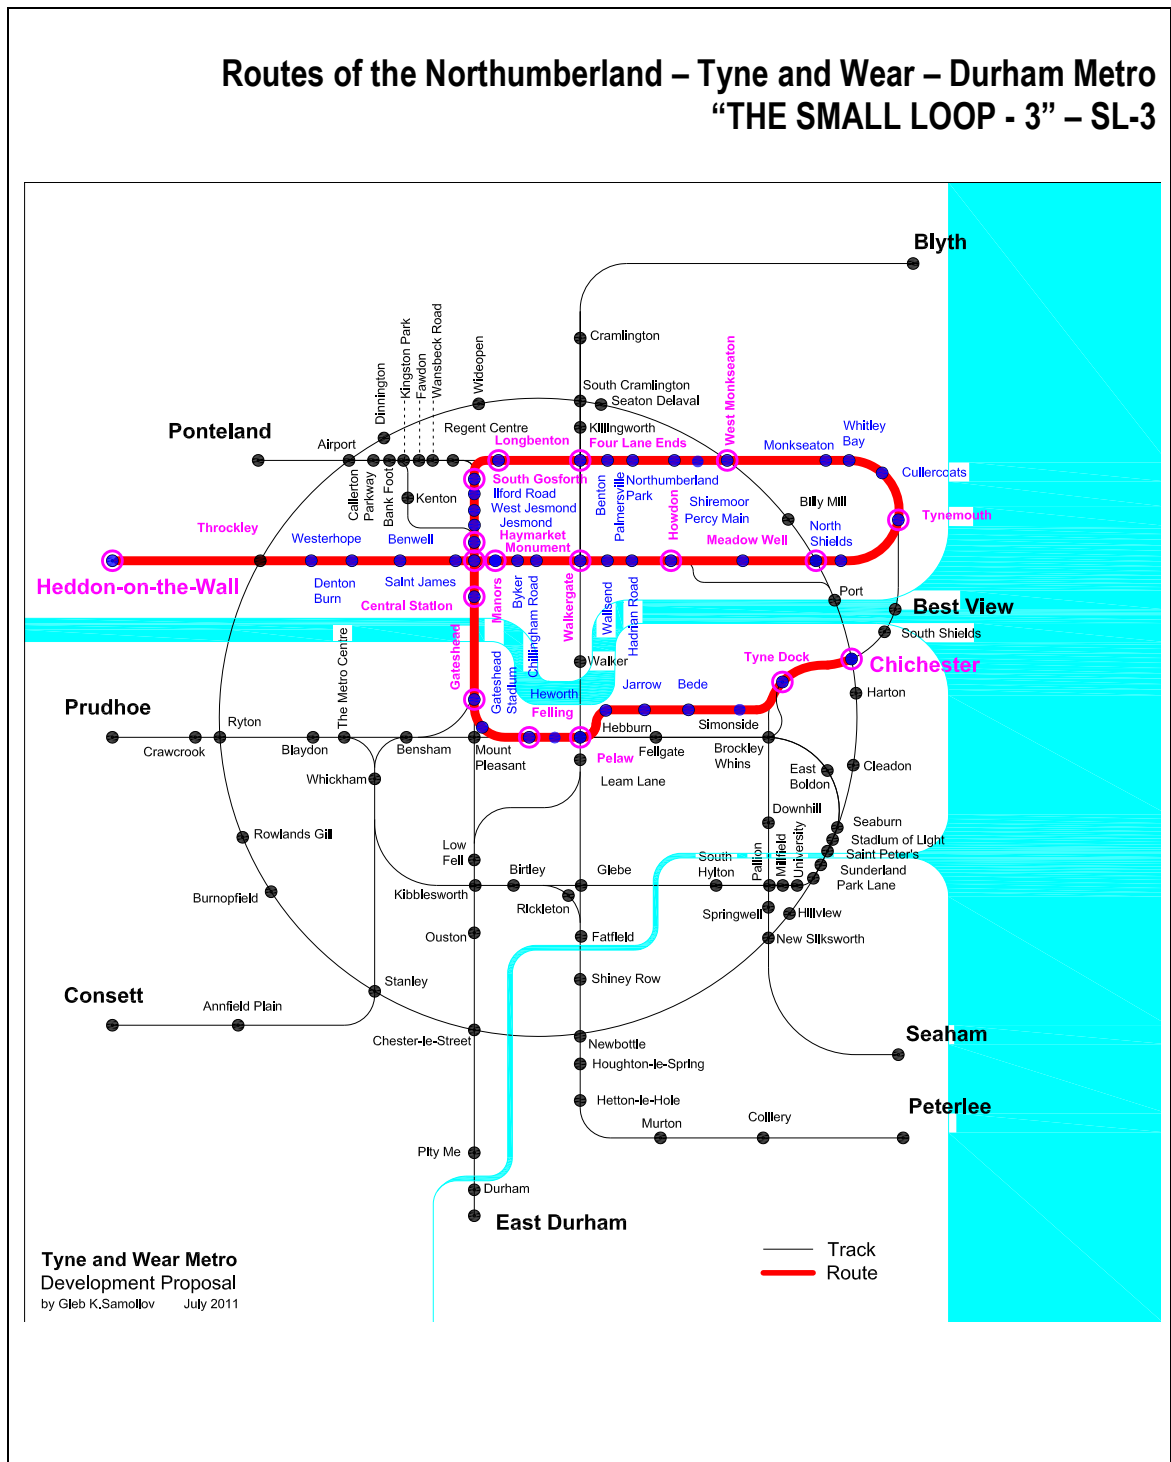 Routes of the Northumberland – Tyne and Wear – Durham Metro
“THE SMALL LOOP - 3” – SL-3
Blyth
Cramlington
South Cramlington
Seaton Delaval
Killingworth
Wideopen
Regent Centre
Dinnington
Kingston Park
Fawdon
Wansbeck Road
Ponteland
Airport
Callerton
Parkway
Bank Foot
Kenton
Longbenton
Four Lane Ends
West Monkseaton
Monkseaton
Whitley
Bay
Cullercoats
South Gosforth
Ilford Road
West Jesmond
Jesmond
Haymarket
Monument
Benton
Palmersville
Northumberland
Park
Shiremoor
Percy Main
Howdon
Billy Mill
North
Shields
Tynemouth
Throckley
Westerhope
Benwell
Meadow Well
Heddon-on-the-Wall
Denton
Burn
Saint James
Central Station
Manors
Byker
Chillingham Road
Walkergate
Wallsend
Hadrian Road
Port
Best View
South Shields
Gateshead
Gateshead
Stadium
Heworth
Felling
Walker
Jarrow
Bede
Tyne Dock
Chichester
Harton
Prudhoe
Crawcrook
Ryton
Blaydon
The Metro Centre
Bensham
Mount
Pleasant
Pelaw
Hebburn
Fellgate
Simonside
Brockley
Whins
Whickham
Leam Lane
East
Boldon
Cleadon
Rowlands Gill
Low
Fell
Downhill
Seaburn
Stadium of Light
Saint Peter's
Sunderland
Park Lane
Burnopfield
Kibblesworth
Birtley
Rickleton
Glebe
South
Hylton
Pallion
Millfield
University
Springwell
Hillview
Ouston
Fatfield
New Silksworth
Consett
Annfield Plain
Stanley
Shiney Row
Chester-le-Street
Newbottle
Houghton-le-Spring
Seaham
Hetton-le-Hole
Peterlee
Murton
Colliery
Pity Me
Durham
East Durham
Track
Route
Tyne and Wear Metro
Development Proposal
by Gleb K.Samoilov July 2011